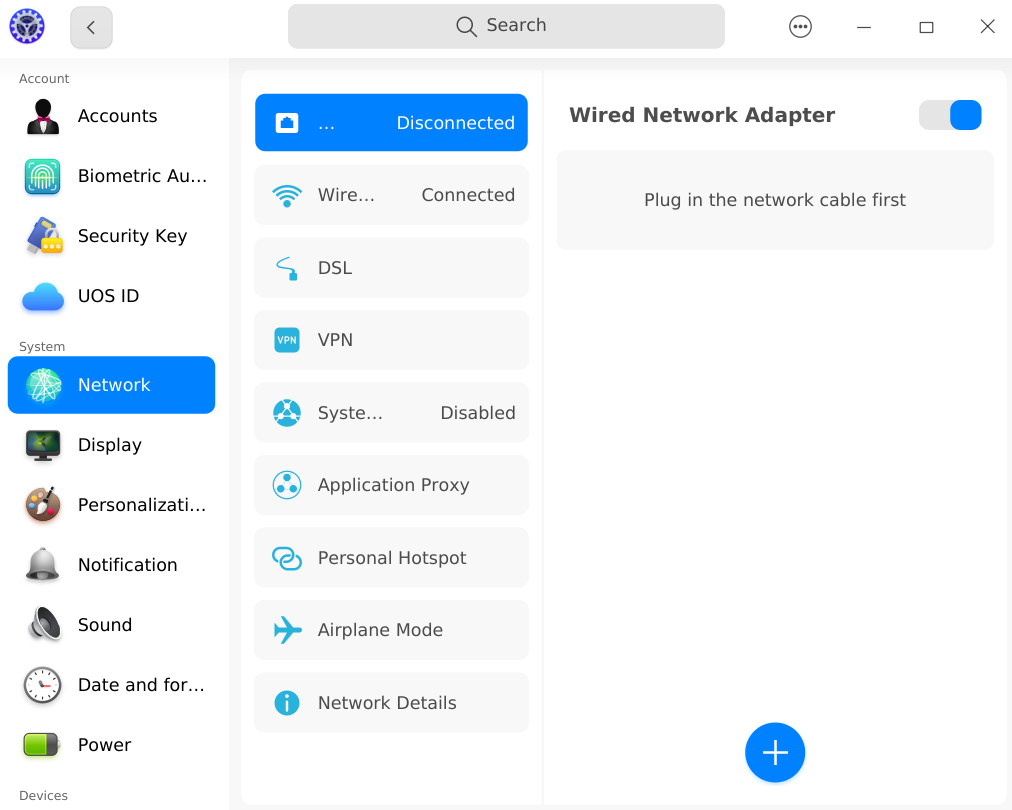 Search
Account
Accounts
Biometric Au...
Security Key
UOS ID
System
Network
Display
Personalizati...
Notification
Sound
Date and for...
Power
Devices
... Disconnected
Wire... Connected
DSL
VPN VPN
Syste... Disabled
Application Proxy
Personal Hotspot
Airplane Mode
Network Details
Wired Network Adapter
Plug in the network cable first